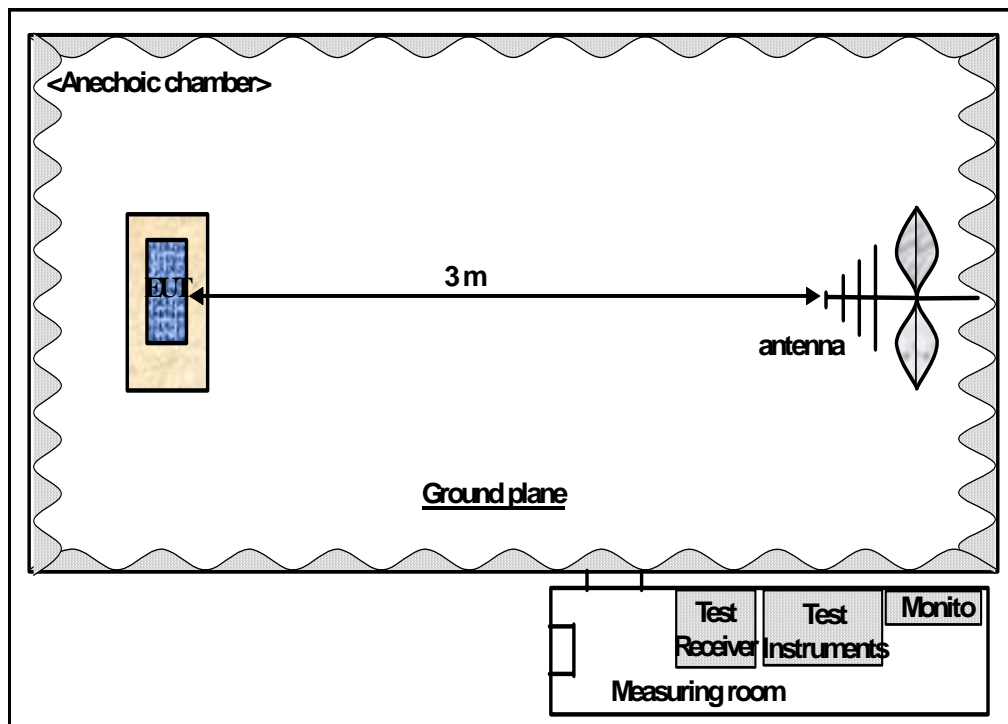 <Anechoic chamber>
EUT
3 m
antenna
Ground plane
Test
Receiver
Test
Instruments
Monito
Measuring room